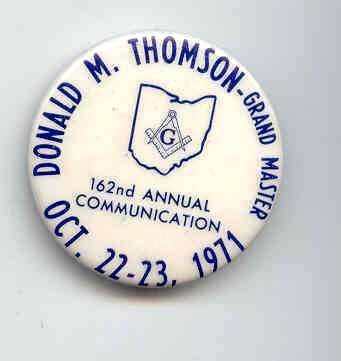 DONALD M. THOMSON-GRAND MASTER
G
162nd ANNUAL
COMMUNICATION
OCT. 22-23, 1971